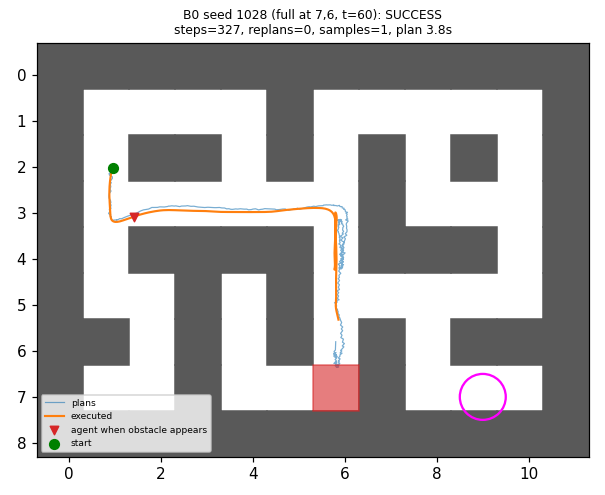 B0 seed 1028 (full at 7,6, t=60): SUCCESS
steps=327, replans=0, samples=1, plan 3.8s
0
1
2
3
4
5
6
7
8
plans
executed
agent when obstacle appears
start
0 2 4 6 8 10